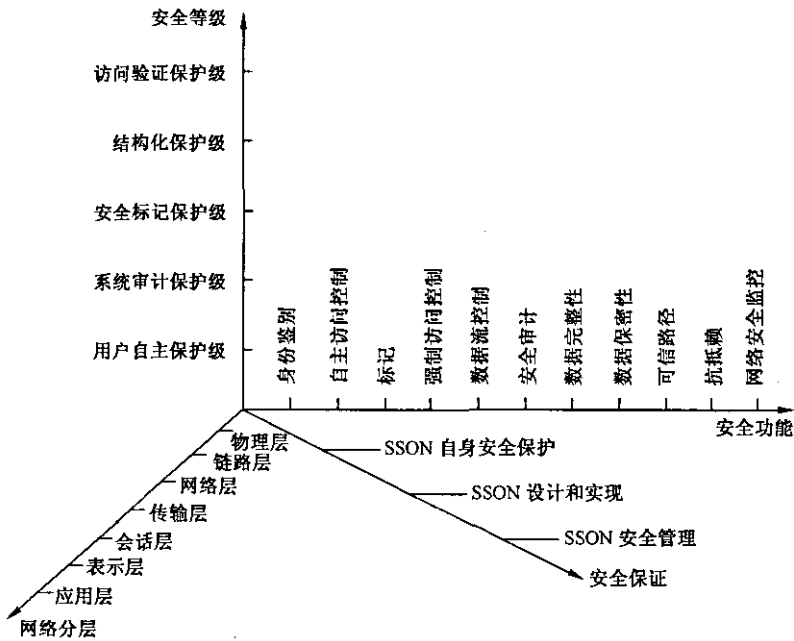 安全等级
访问验证保护级
结构化保护级
安全标记保护级
系统审计保护级
用户自主保护级
身份鉴别
自主访问控制
标记
强制访问控制
数据流控制
安全审计
数据完整性
数据保密性
可信路径
抗抵赖
网络安全监控
安全功能
物理层
链路层
网络层
传输层
会话层
表示层
应用层
网络分层
SSON 自身安全保护
SSON 设计和实现
SSON 安全管理
安全保证